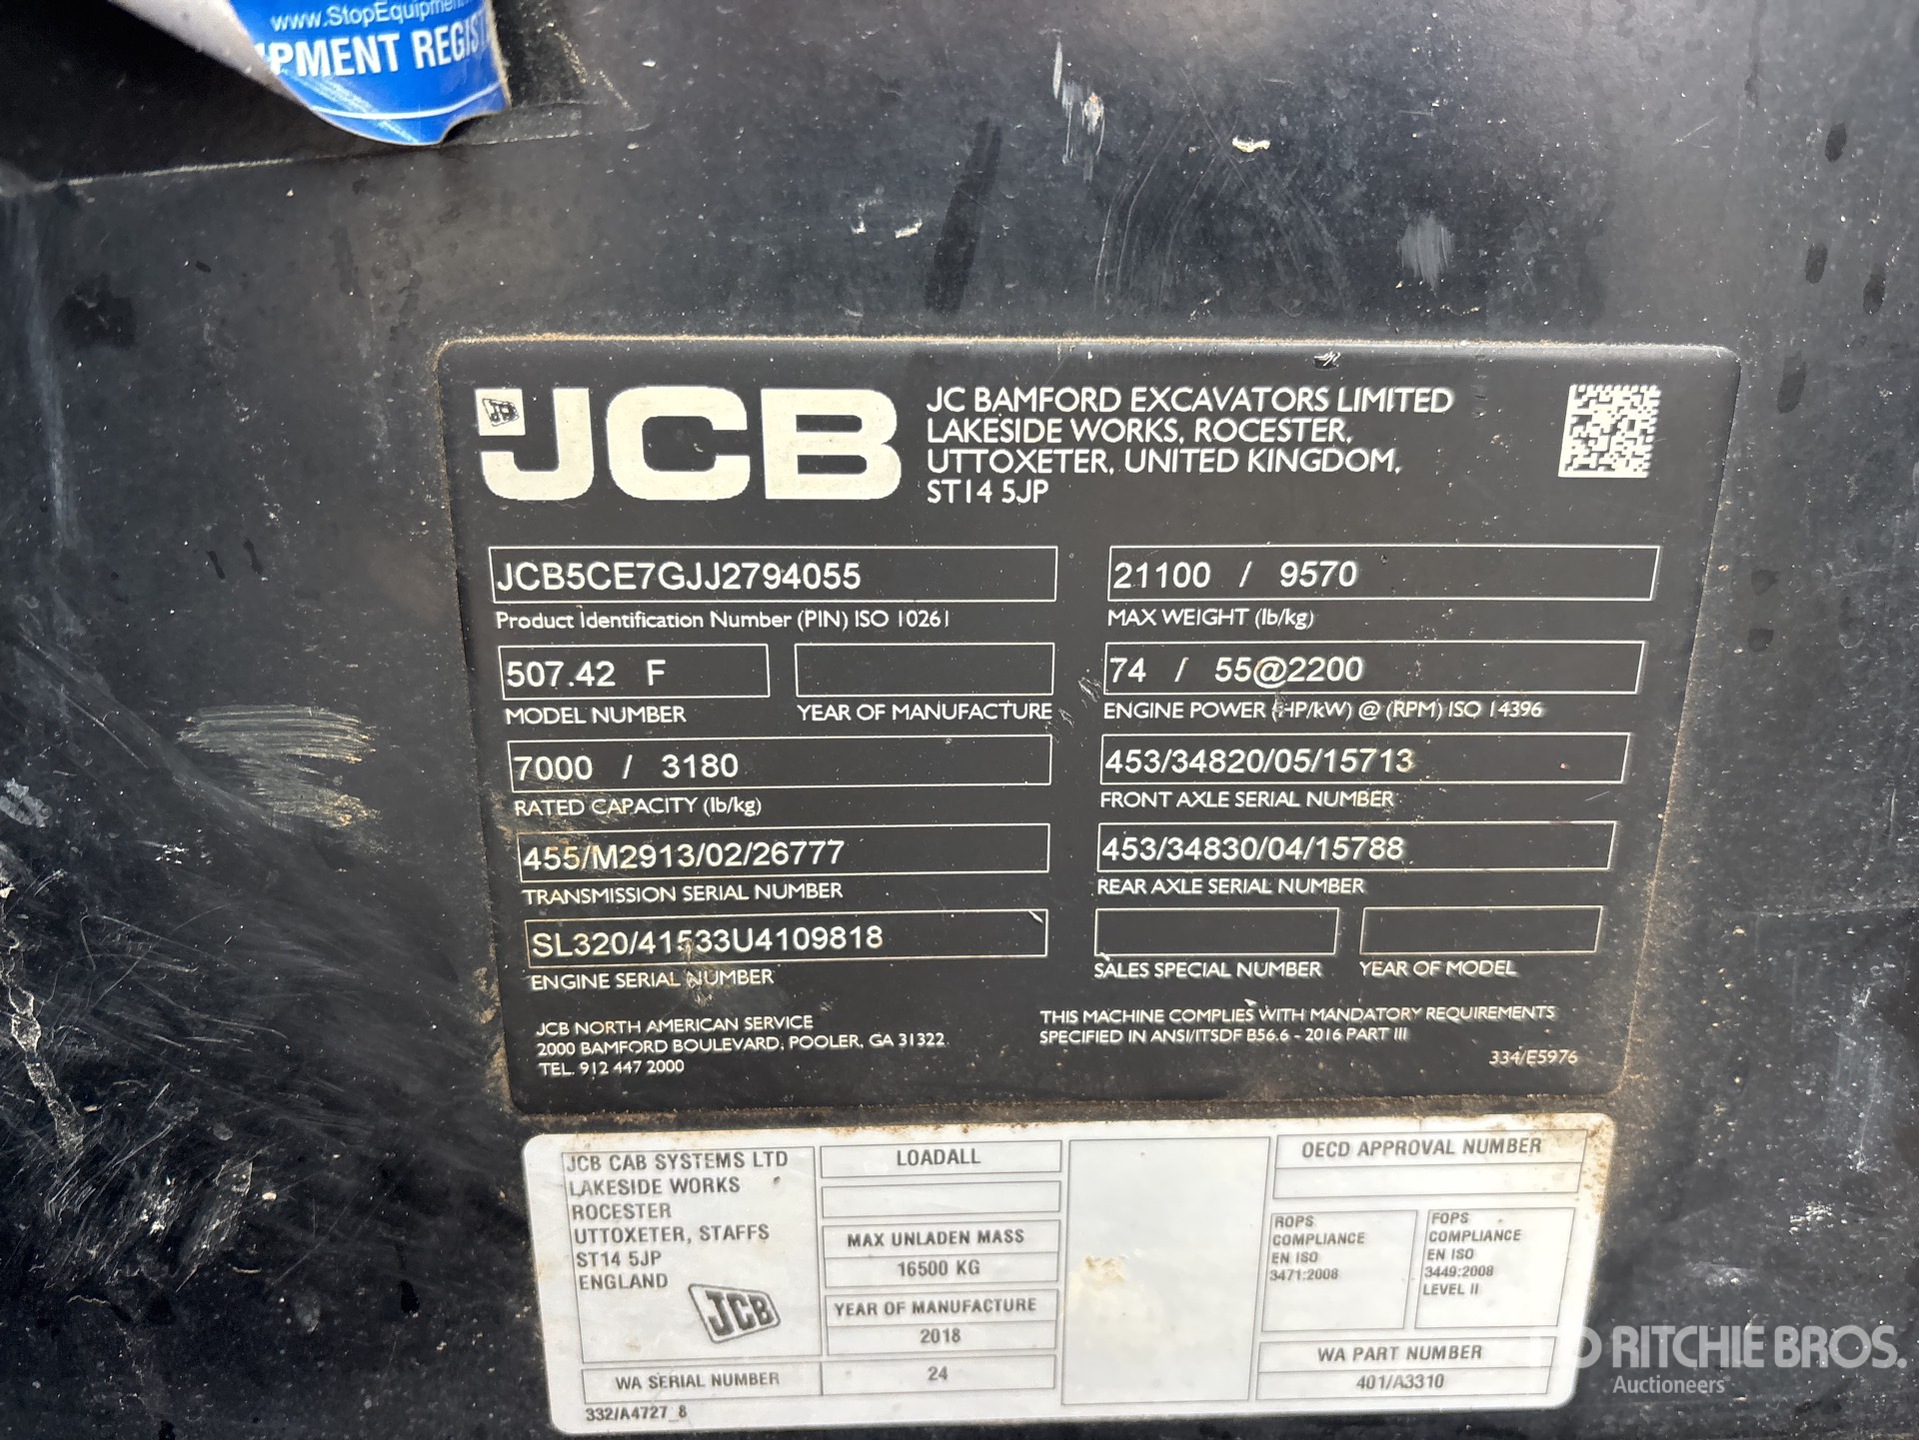 www.StopEquipme
PMENT REGIST
JCB
JC BAMFORD EXCAVATORS LIMITED
LAKESIDE WORKS, ROCESTER,
UTTOXETER, UNITED KINGDOM,
ST14 5JP
JCB5CE7GJJ2794055
Product Identification Number (PIN) ISO 10261
21100 / 9570
MAX WEIGHT (lb/kg)
507.42 F
MODEL NUMBER
YEAR OF MANUFACTURE
74 / 55@2200
ENGINE POWER (HP/kW) @ (RPM) ISO 14396
7000 / 3180
RATED CAPACITY (lb/kg)
453/34820/05/15713
FRONT AXLE SERIAL NUMBER
455/M2913/02/26777
TRANSMISSION SERIAL NUMBER
453/34830/04/15788
REAR AXLE SERIAL NUMBER
SL320/41533U4109818
ENGINE SERIAL NUMBER
SALES SPECIAL NUMBER
YEAR OF MODEL
JCB NORTH AMERICAN SERVICE
2000 BAMFORD BOULEVARD, POOLER, GA 31322
TEL. 912 447 2000
THIS MACHINE COMPLIES WITH MANDATORY REQUIREMENTS
SPECIFIED IN ANSI/ITSDF B56.6 - 2016 PART III
334/E5976
JCB CAB SYSTEMS LTD
LAKESIDE WORKS
ROCESTER
UTTOXETER, STAFFS
ST14 5JP
ENGLAND
JCB
WA SERIAL NUMBER
332/A4727_8
LOADALL
MAX UNLADEN MASS
16500 KG
YEAR OF MANUFACTURE
2018
24
OECD APPROVAL NUMBER
ROPS
COMPLIANCE
EN ISO
3471:2008
FOPS
COMPLIANCE
EN ISO
3449:2008
LEVEL II
WA PART NUMBER
401/A3310
RITCHIE BROS.
Auctioneers